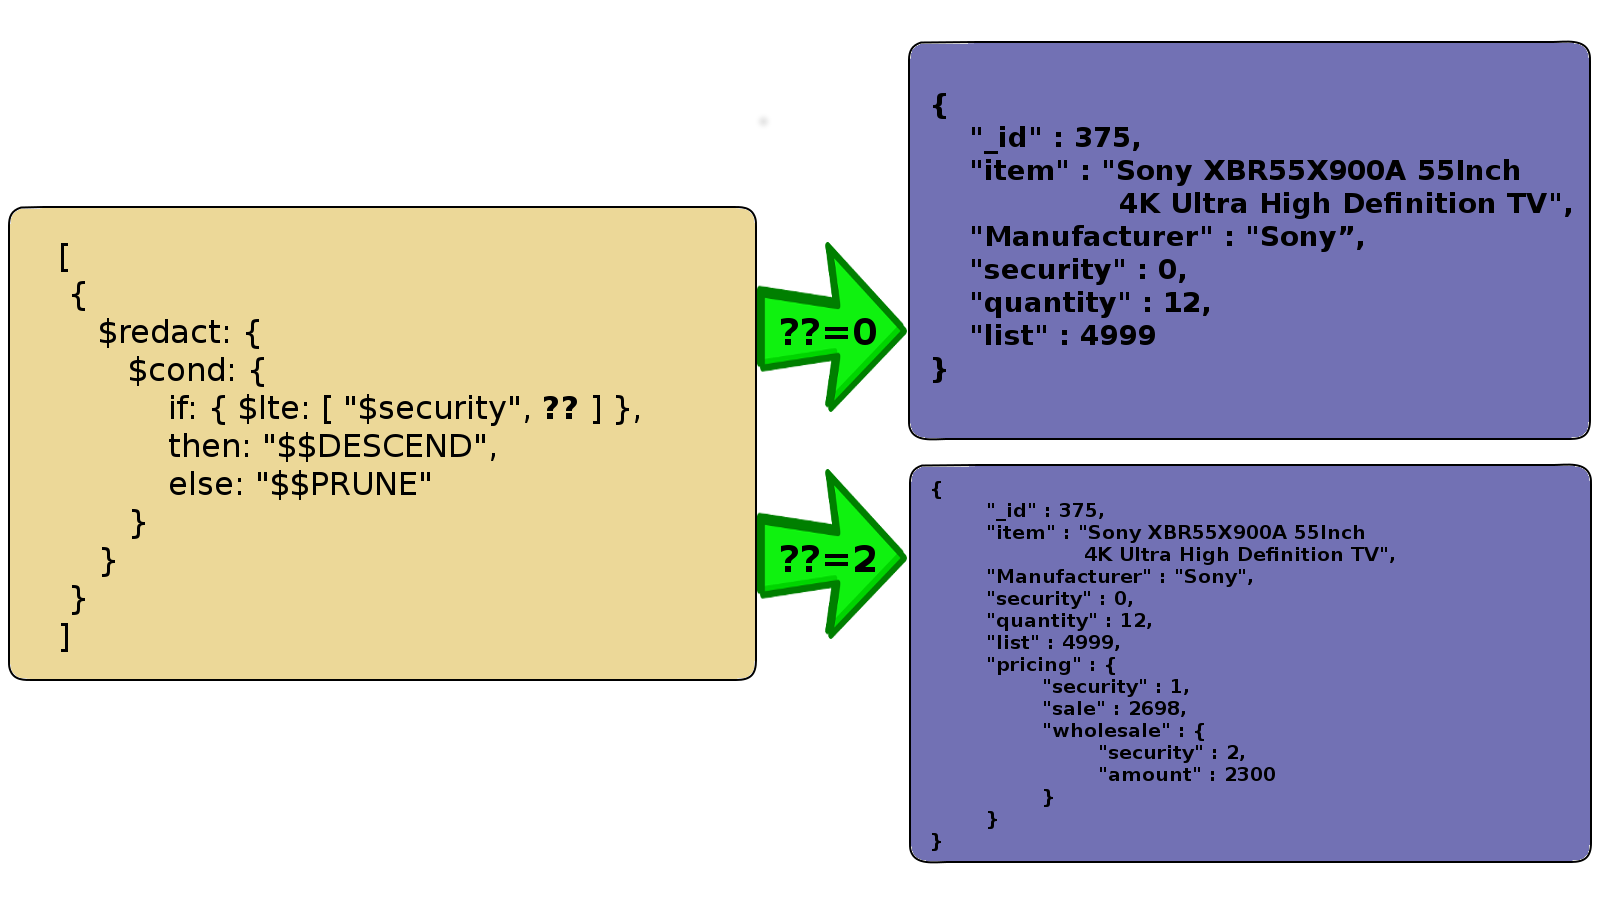 [
{
$redact: {
$cond: {
if: { $lte: [ "$security", ?? ] },
then: "$$DESCEND",
else: "$$PRUNE"
}
}
}
]
??=0
{
"_id" : 375,
"item" : "Sony XBR55X900A 55Inch
4K Ultra High Definition TV",
"Manufacturer" : "Sony”,
"security" : 0,
"quantity" : 12,
"list" : 4999
}
??=2
{
"_id" : 375,
"item" : "Sony XBR55X900A 55Inch
4K Ultra High Definition TV",
"Manufacturer" : "Sony",
"security" : 0,
"quantity" : 12,
"list" : 4999,
"pricing" : {
"security" : 1,
"sale" : 2698,
"wholesale" : {
"security" : 2,
"amount" : 2300
}
}
}